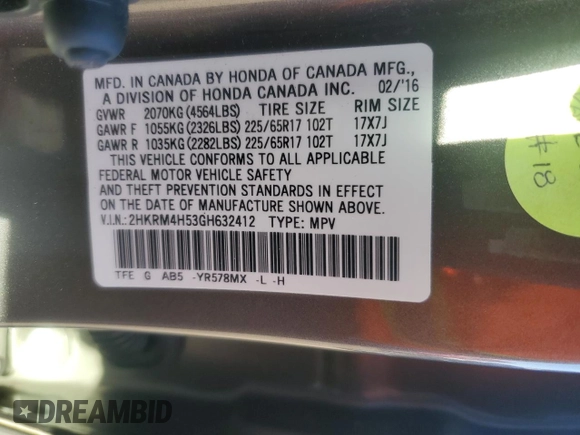 MFD. IN CANADA BY HONDA OF CANADA MFG.,
A DIVISION OF HONDA CANADA INC. 02/'16
GVWR 2070KG(4564LBS) TIRE SIZE RIM SIZE
GAWR F 1055KG(2326LBS) 225/65R17 102T 17X7J
GAWR R 1035KG(2282LBS) 225/65R17 102T 17X7J
THIS VEHICLE CONFORMS TO ALL APPLICABLE
FEDERAL MOTOR VEHICLE SAFETY
AND THEFT PREVENTION STANDARDS IN EFFECT
ON THE DATE OF MANUFACTURE SHOWN ABOVE.
V.I.N.: 2HKRM4H53GH632412 TYPE: MPV
TFE G AB5 -YR578MX -L -H
#18
DREAMBID